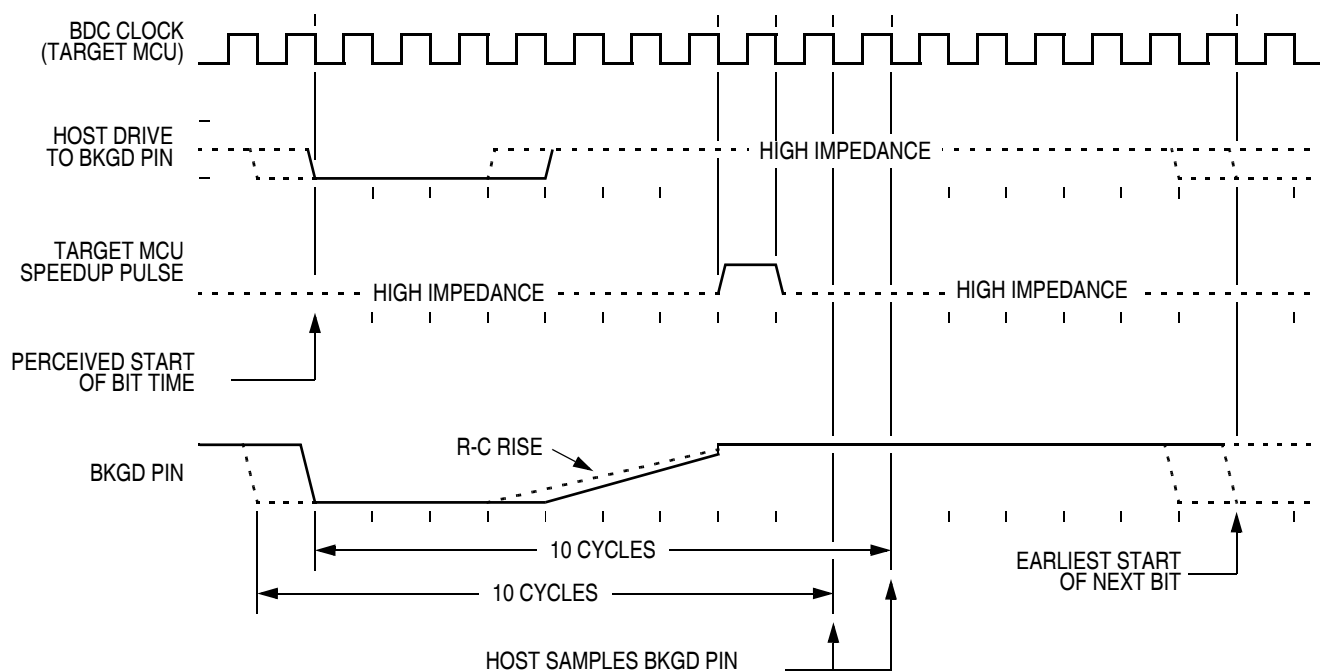 BDC CLOCK
(TARGET MCU)
HOST DRIVE
TO BKGD PIN
HIGH IMPEDANCE
TARGET MCU
SPEEDUP PULSE
HIGH IMPEDANCE
HIGH IMPEDANCE
PERCEIVED START
OF BIT TIME
R-C RISE
BKGD PIN
10 CYCLES
EARLIEST START
OF NEXT BIT
10 CYCLES
HOST SAMPLES BKGD PIN